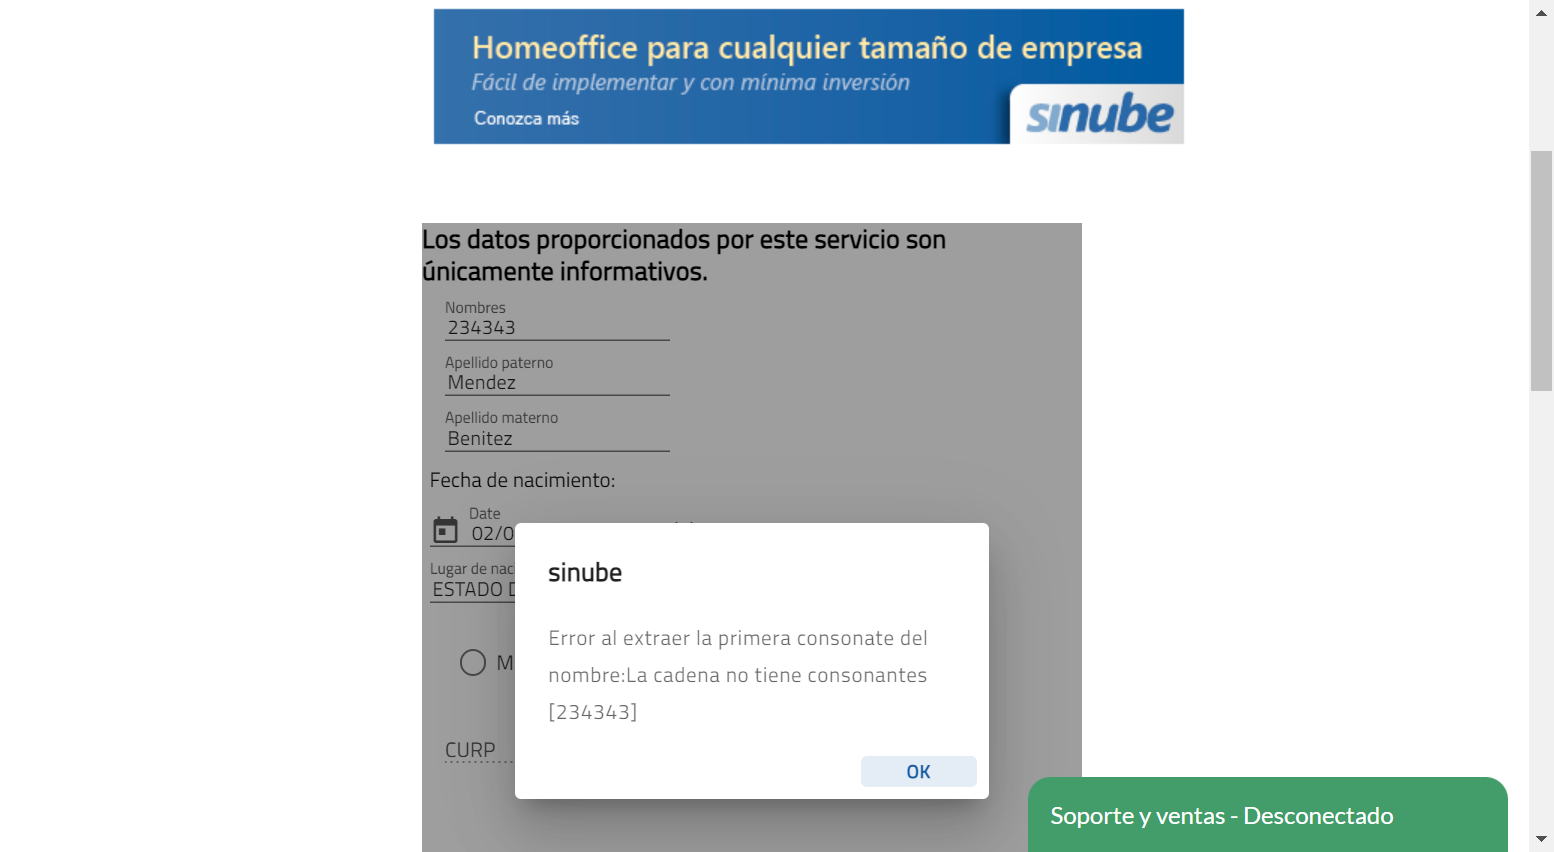 Homeoffice para cualquier tamaño de empresa
Fácil de implementar y con mínima inversión
Conozca más
sinube
Los datos proporcionados por este servicio son
únicamente informativos.
Nombres
234343
Apellido paterno
Mendez
Apellido materno
Benitez
Fecha de nacimiento:
Date
02/0
Lugar de nac
ESTADO D
M
CURP
sinube
Error al extraer la primera consonate del
nombre:La cadena no tiene consonantes
[234343]
OK
Soporte y ventas - Desconectado